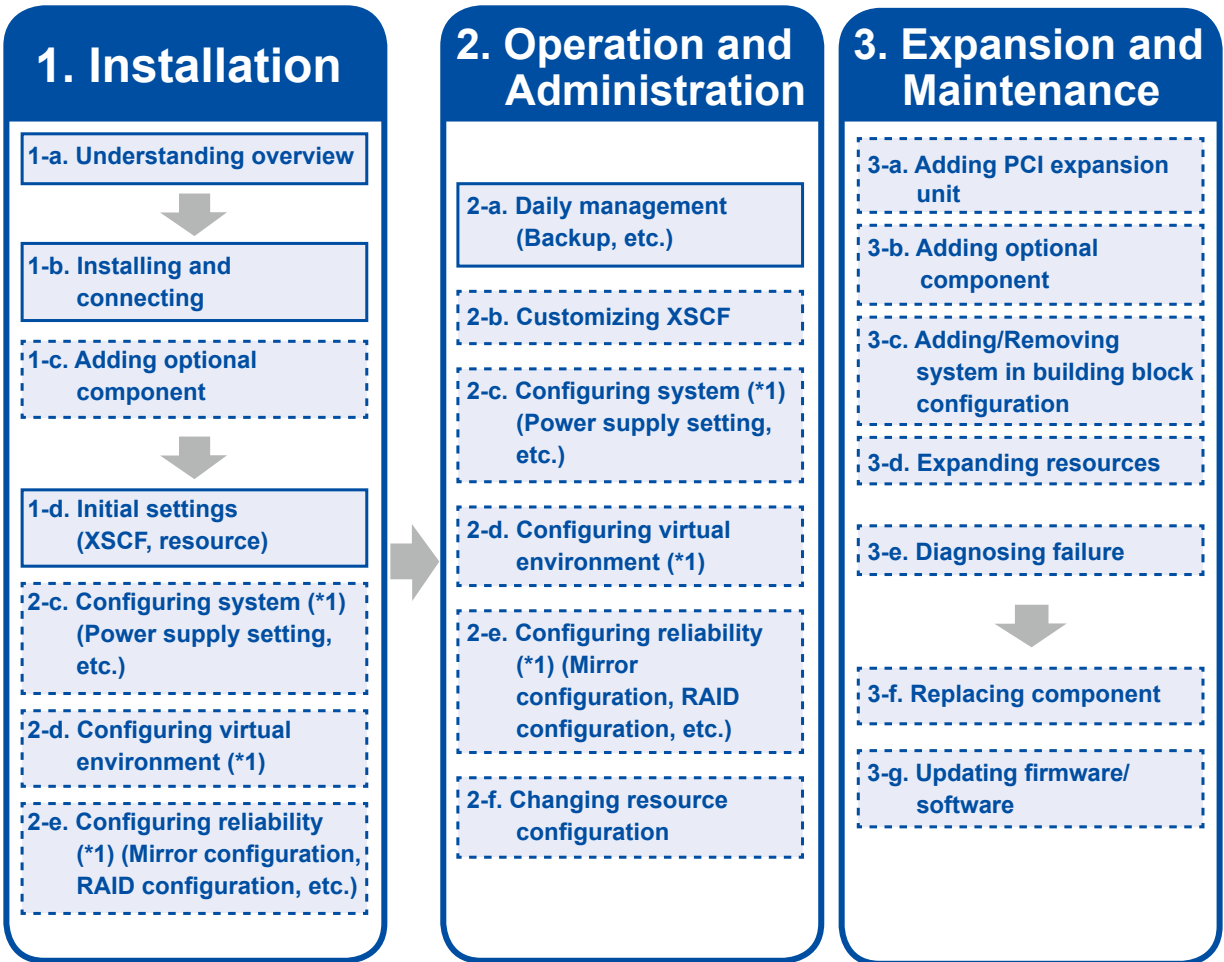 1. Installation
1-a. Understanding overview
1-b. Installing and
connecting
1-c. Adding optional
component
1-d. Initial settings
(XSCF, resource)
2-c. Configuring system (*1)
(Power supply setting,
etc.)
2-d. Configuring virtual
environment (*1)
2-e. Configuring reliability
(*1) (Mirror configuration,
RAID configuration, etc.)
2. Operation and
Administration
2-a. Daily management
(Backup, etc.)
2-b. Customizing XSCF
2-c. Configuring system (*1)
(Power supply setting,
etc.)
2-d. Configuring virtual
environment (*1)
2-e. Configuring reliability
(*1) (Mirror
configuration, RAID
configuration, etc.)
2-f. Changing resource
configuration
3. Expansion and
Maintenance
3-a. Adding PCI expansion
unit
3-b. Adding optional
component
3-c. Adding/Removing
system in building block
configuration
3-d. Expanding resources
3-e. Diagnosing failure
3-f. Replacing component
3-g. Updating firmware/
software